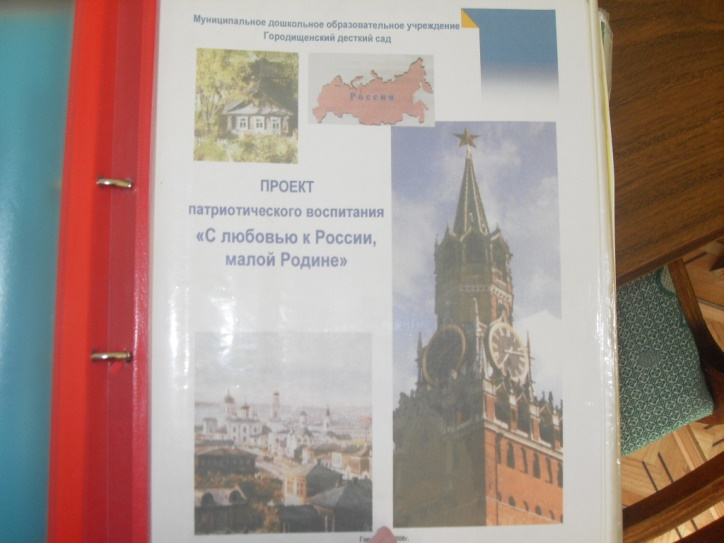 Муниципальное дошкольное образовательное учреждение
Городищенский десткий сад
Россия
ПРОЕКТ
патриотического воспитания
«С любовью к России,
малой Родине»